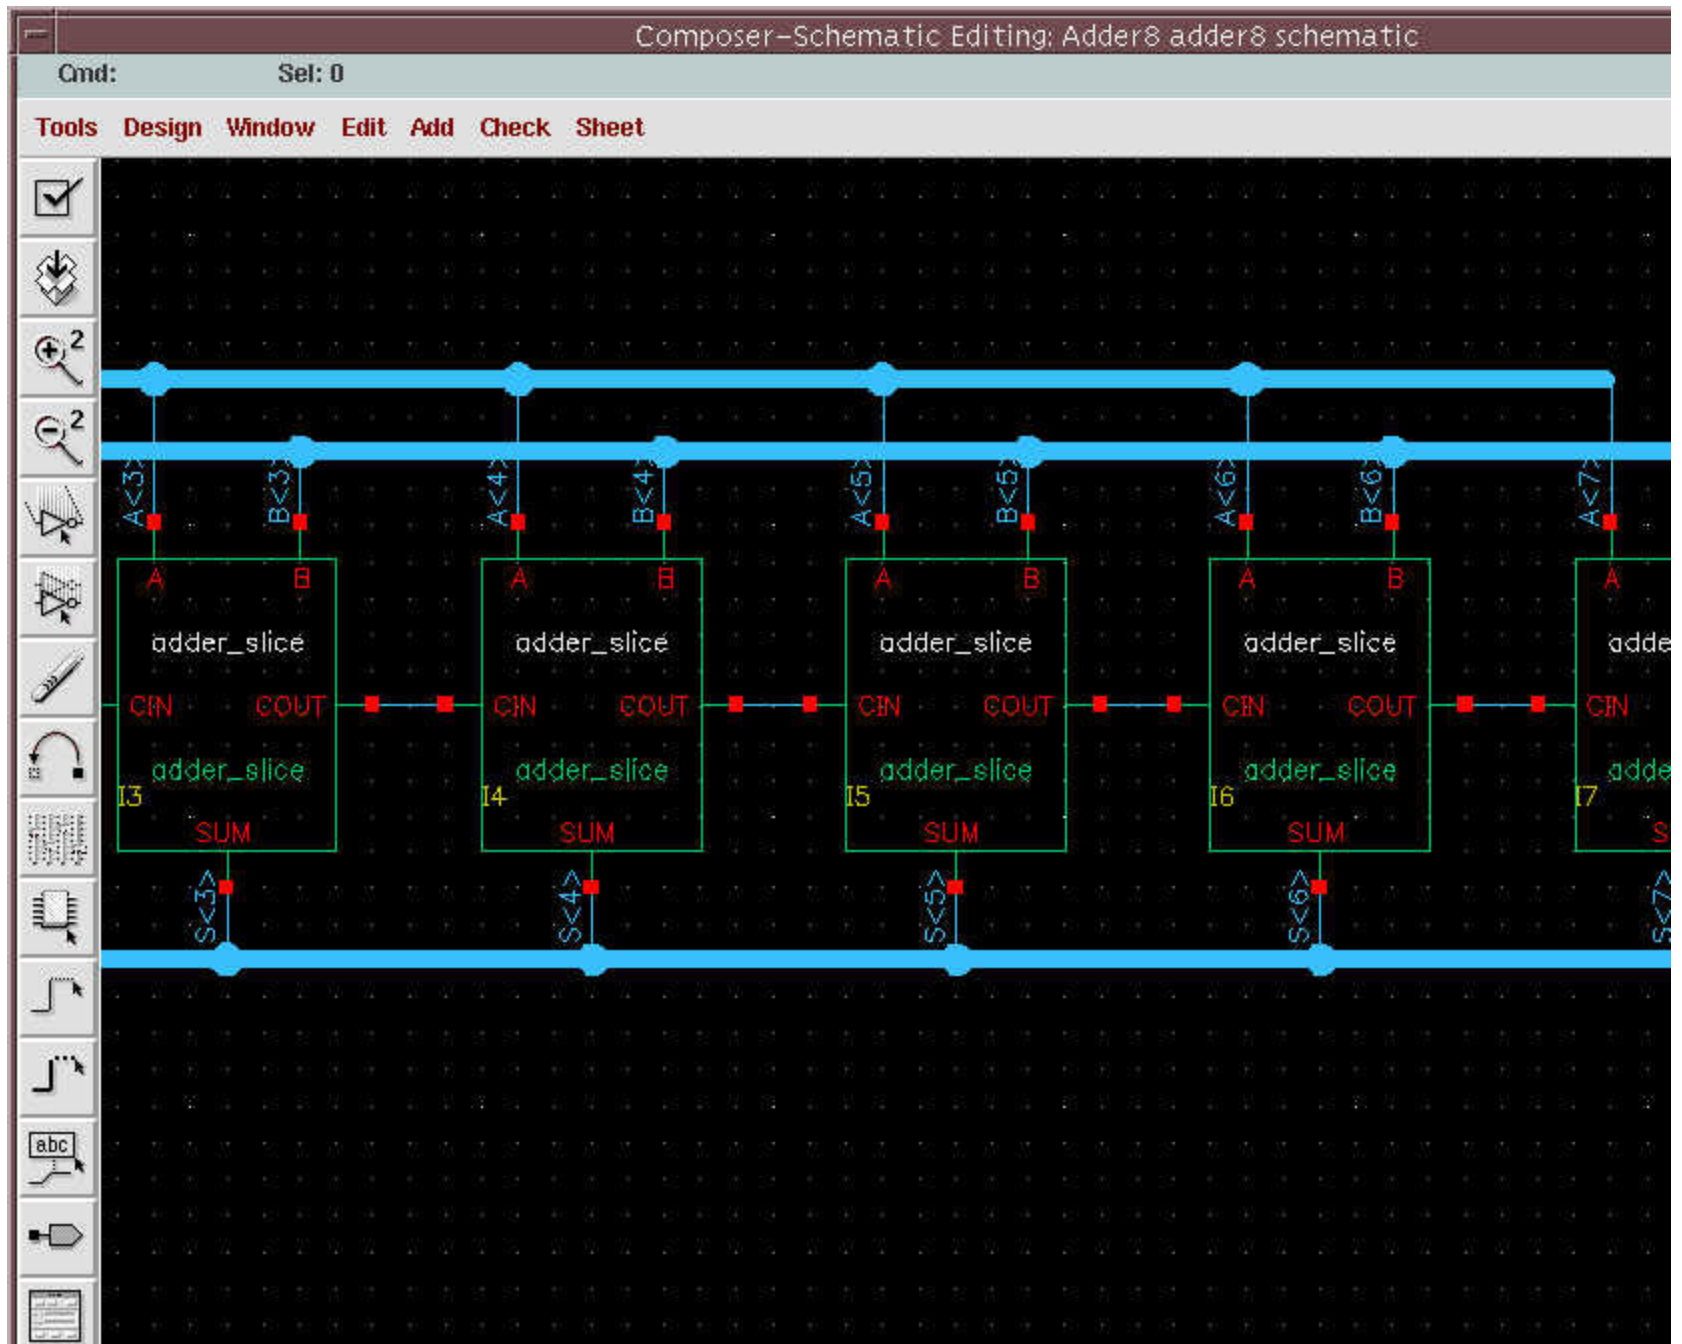 Composer-Schematic Editing: Adder8 adder8 schematic
Cmd: Sel: 0
Tools Design Window Edit Add Check Sheet
2
2
A<3> B<3> A<4> B<4> A<5> B<5> A<6> B<6> A<7>
A B A B A B A B A
adder_slice adder_slice adder_slice adder_slice adde
CIN COUT CIN COUT CIN COUT CIN COUT CIN
adder_slice adder_slice adder_slice adder_slice adde
I3 I4 I5 I6 I7
SUM SUM SUM SUM S
S<3> S<4> S<5> S<6> S<7>
abc